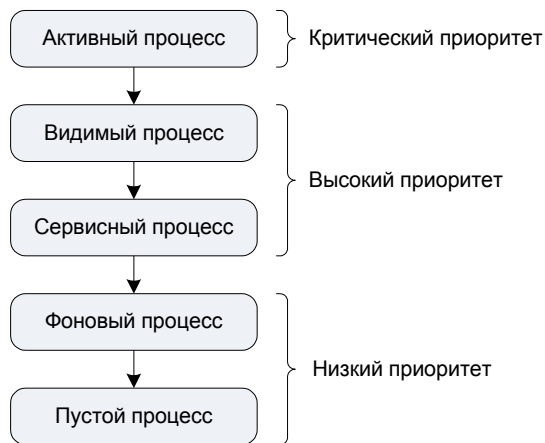 Активный процесс
Критический приоритет
Видимый процесс
Высокий приоритет
Сервисный процесс
Фоновый процесс
Низкий приоритет
Пустой процесс